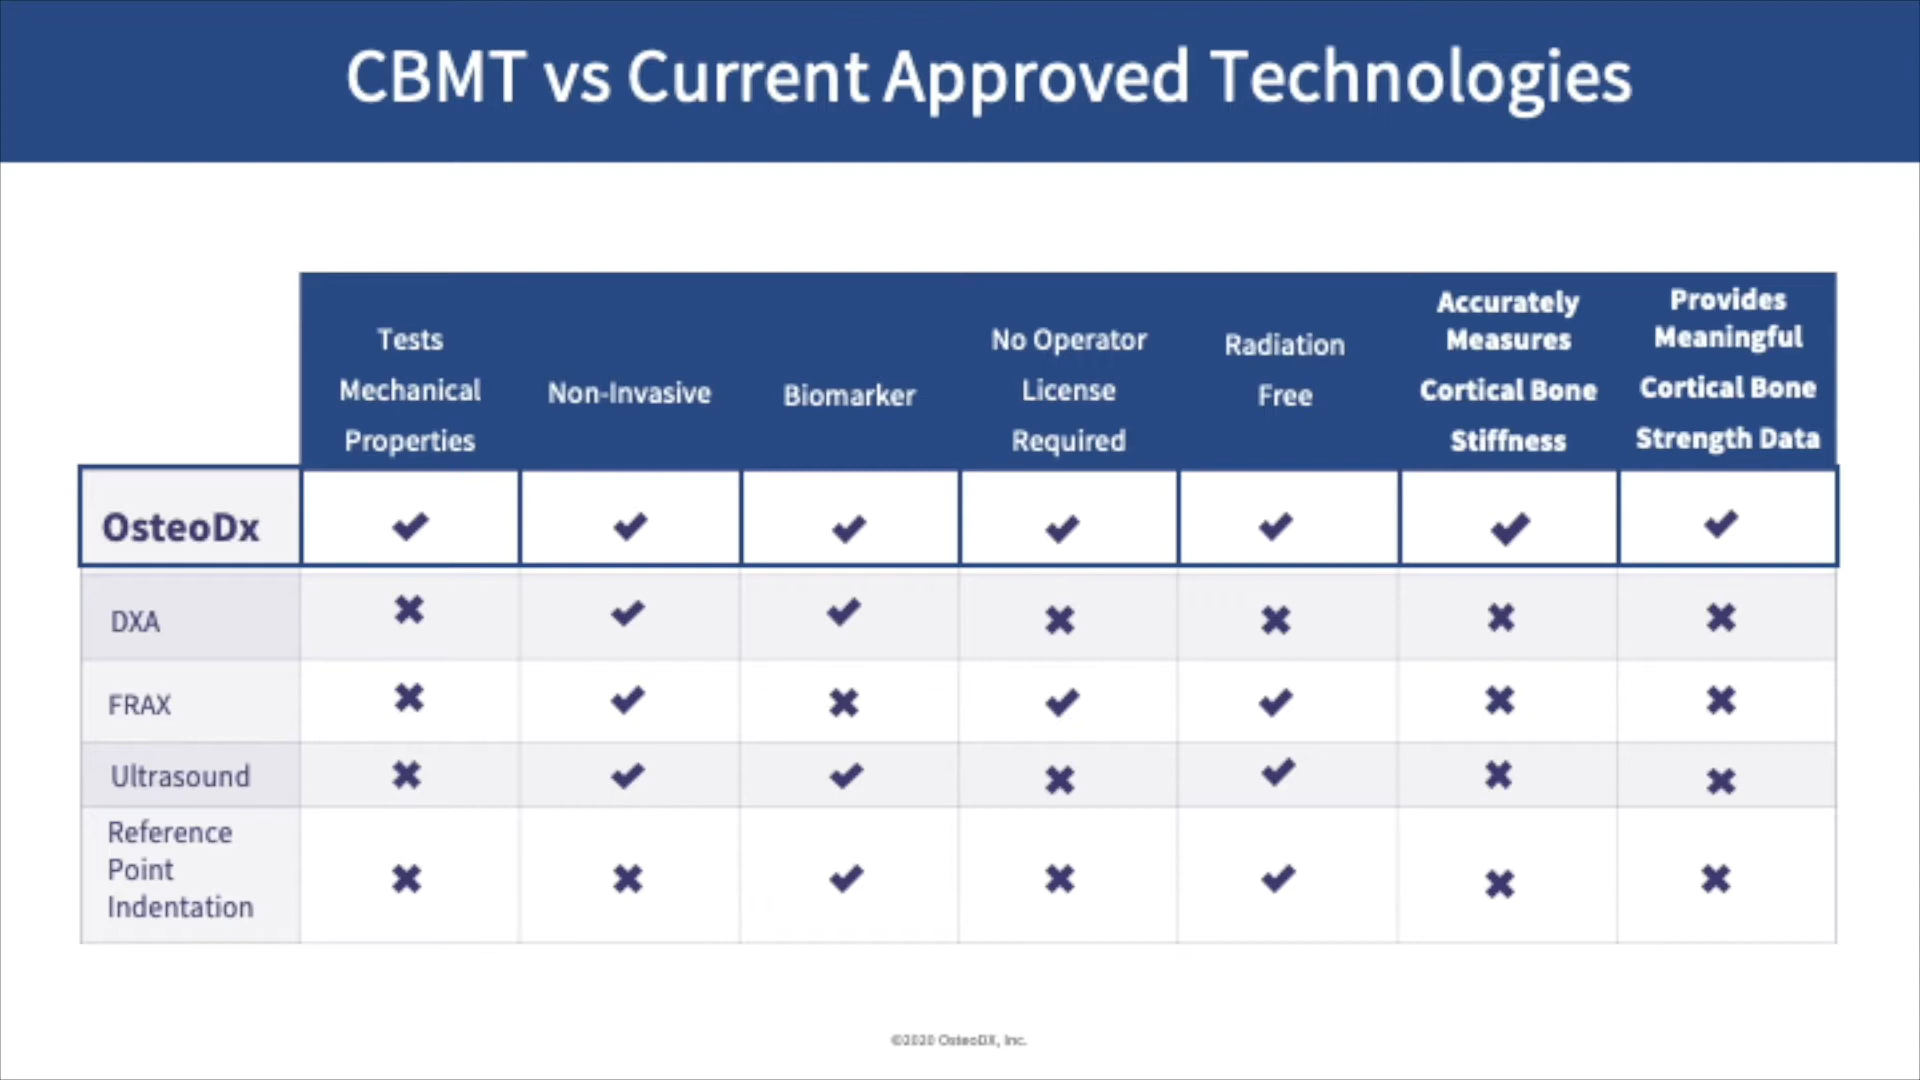 CBMT vs Current Approved Technologies
Tests
Mechanical
Properties
Non-Invasive
Biomarker
No Operator
License
Required
Radiation
Free
Accurately
Measures
Cortical Bone
Stiffness
Provides
Meaningful
Cortical Bone
Strength Data
OsteoDx ✔ ✔ ✔ ✔ ✔ ✔ ✔
DXA ✖ ✔ ✔ ✖ ✖ ✖ ✖
FRAX ✖ ✔ ✖ ✔ ✔ ✖ ✖
Ultrasound ✖ ✔ ✔ ✖ ✔ ✖ ✖
Reference
Point
Indentation ✖ ✖ ✔ ✖ ✔ ✖ ✖
©2020 OsteoDX, Inc.